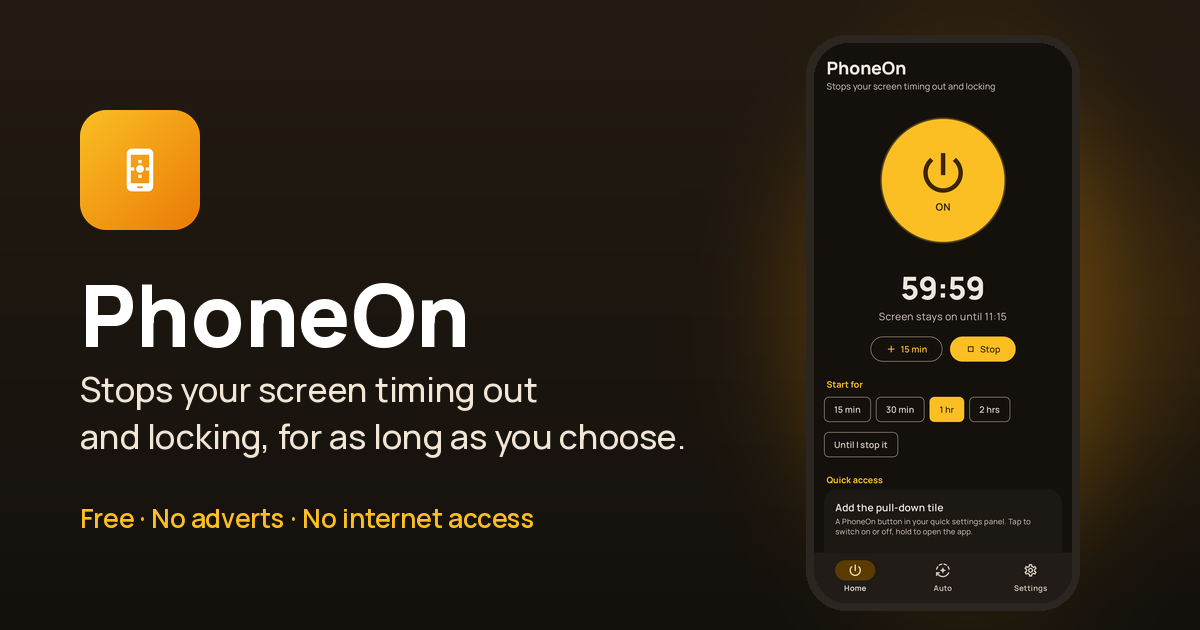 PhoneOn
Stops your screen timing out
and locking, for as long as you choose.
Free · No adverts · No internet access
PhoneOn
Stops your screen timing out and locking
ON
59:59
Screen stays on until 11:15
+ 15 min
Stop
Start for
15 min
30 min
1 hr
2 hrs
Until I stop it
Quick access
Add the pull-down tile
A PhoneOn button in your quick settings panel. Tap to
switch on or off, hold to open the app.
Home
Auto
Settings